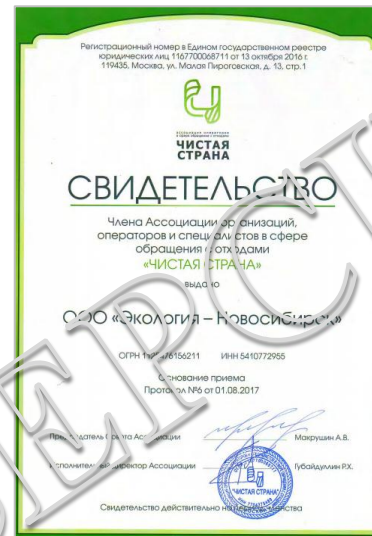 Регистрационный номер в Едином государственном реестре
юридических лиц 1167700068711 от 13 октября 2016 г.
119435, Москва, ул. Малая Пироговская, д. 13, стр.1
ЧИСТАЯ
СТРАНА
СВИДЕТЕЛЬСТВО
Члена Ассоциации организаций,
операторов и специалистов в сфере
обращения с отходами
«ЧИСТАЯ СТРАНА»
выдано
ООО «Экология – Новосибирск»
ОГРН ИНН 5410772955
Основание приема
Протокол №6 от 01.08.2017
Председатель Совета Ассоциации Макрушин А.В.
Исполнительный директор Ассоциации Губайдуллин Р.Х.
"ЧИСТАЯ СТРАНА"
Свидетельство действительно на период членства